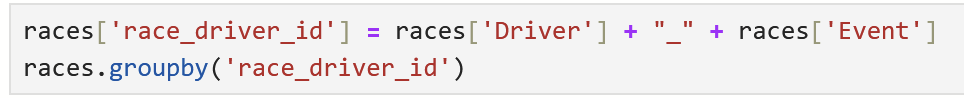 races['race_driver_id'] = races['Driver'] + "_" + races['Event']
races.groupby('race_driver_id')